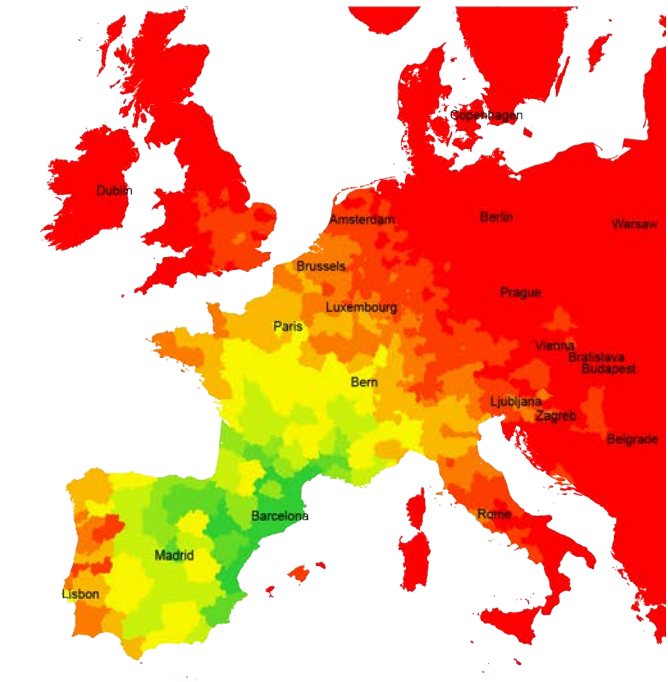 Copenhagen
Dublin
Amsterdam
Berlin
Warsaw
Brussels
Prague
Luxembourg
Paris
Vienna
Bratislava
Budapest
Bern
Ljubljana
Zagreb
Belgrade
Barcelona
Rome
Madrid
Lisbon